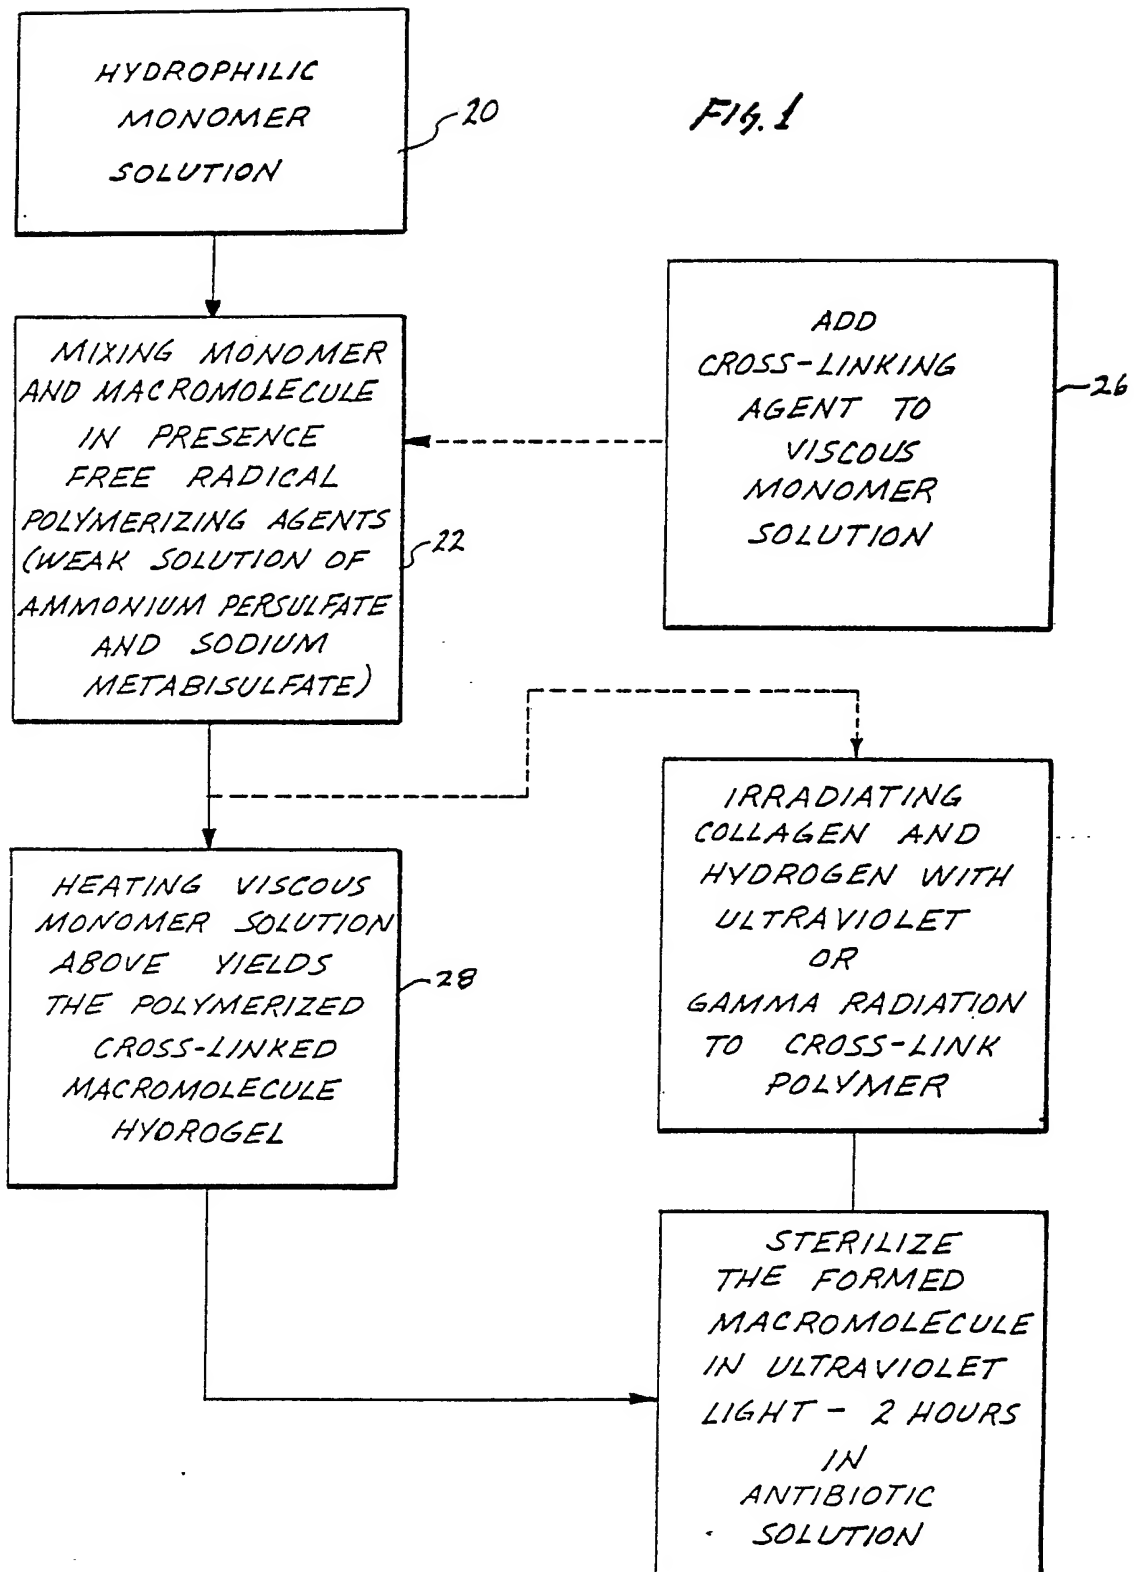 HYDROPHILIC
MONOMER
SOLUTION
20
FIG. 1
MIXING MONOMER
AND MACROMOLECULE
IN PRESENCE
FREE RADICAL
POLYMERIZING AGENTS
(WEAK SOLUTION OF
AMMONIUM PERSULFATE
AND SODIUM
METABISULFATE)
22
ADD
CROSS-LINKING
AGENT TO
VISCOUS
MONOMER
SOLUTION
26
HEATING VISCOUS
MONOMER SOLUTION
ABOVE YIELDS
THE POLYMERIZED
CROSS-LINKED
MACROMOLECULE
HYDROGEL
28
IRRADIATING
COLLAGEN AND
HYDROGEN WITH
ULTRAVIOLET
OR
GAMMA RADIATION
TO CROSS-LINK
POLYMER
STERILIZE
THE FORMED
MACROMOLECULE
IN ULTRAVIOLET
LIGHT - 2 HOURS
IN
ANTIBIOTIC
SOLUTION